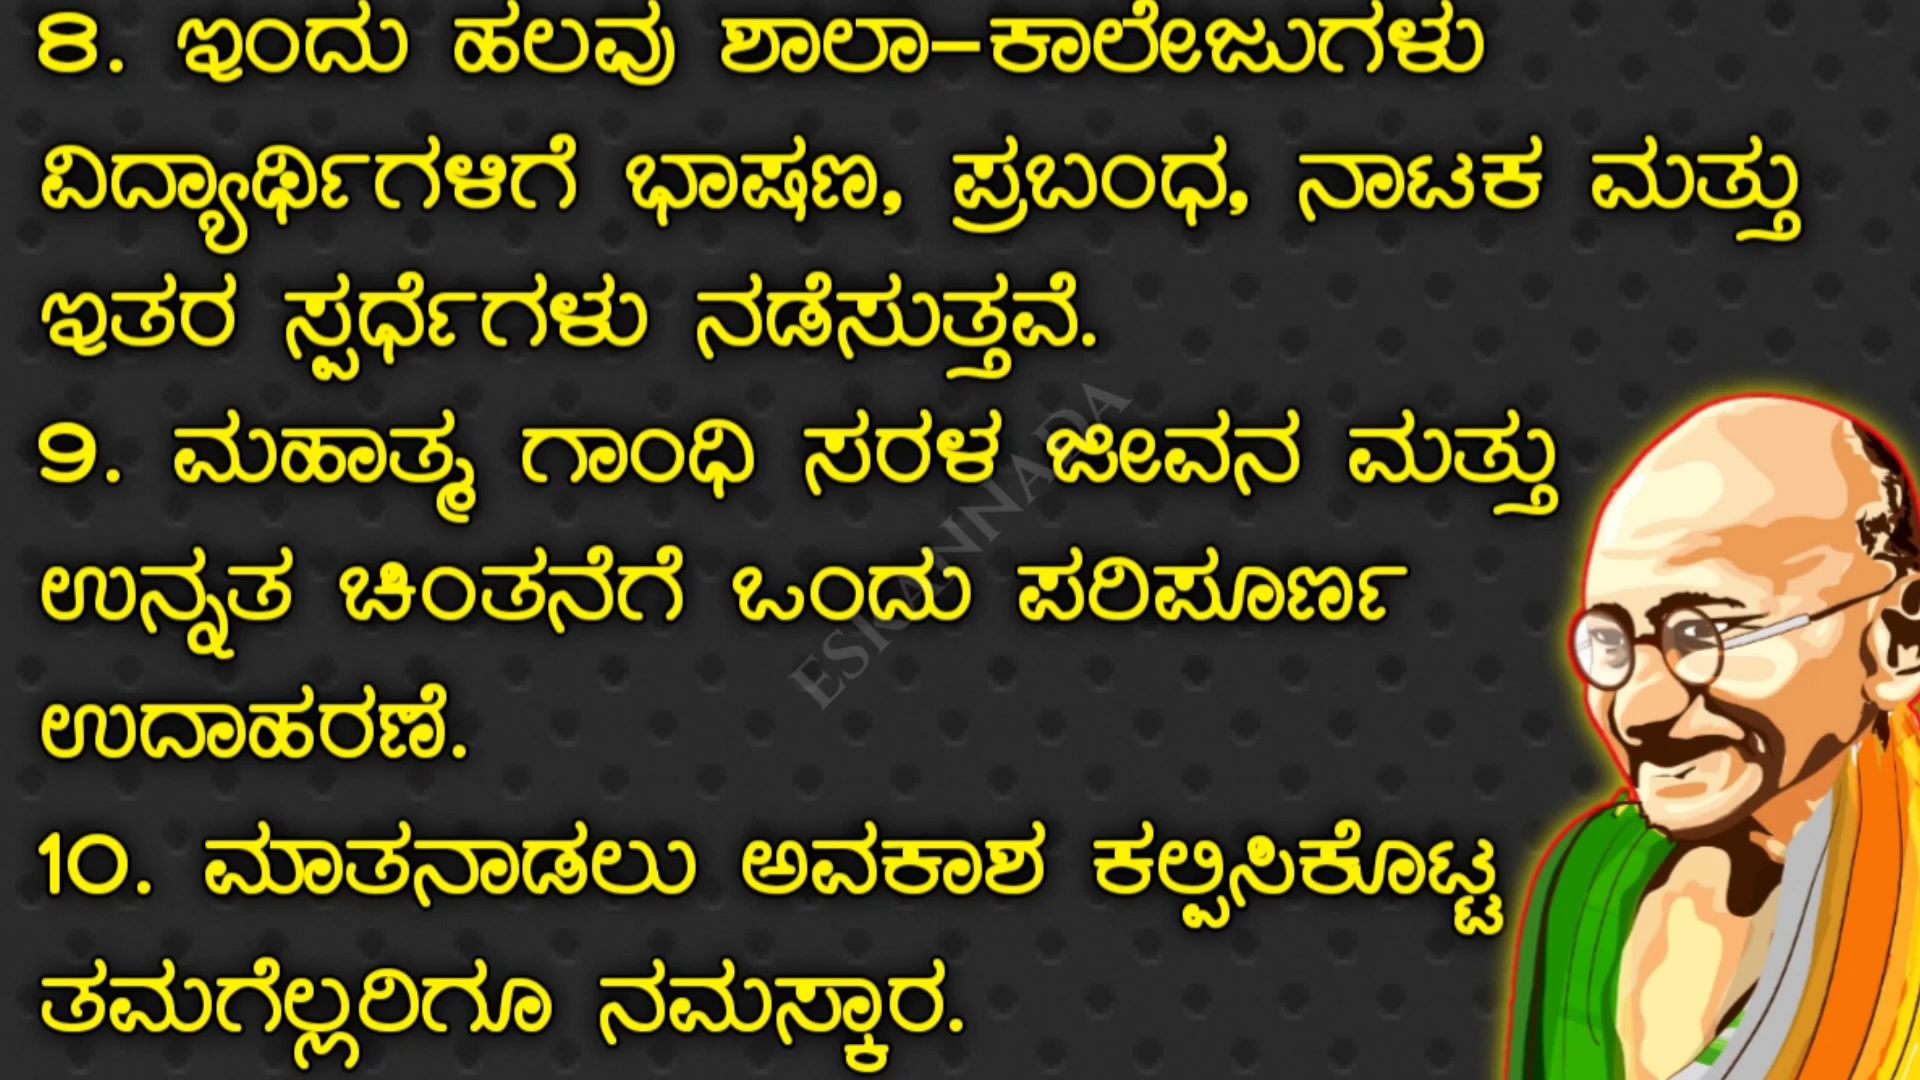 8. ಇಂದು ಹಲವು ಶಾಲಾ-ಕಾಲೇಜುಗಳು
ವಿದ್ಯಾರ್ಥಿಗಳಿಗೆ ಭಾಷಣ, ಪ್ರಬಂಧ, ನಾಟಕ ಮತ್ತು
ಇತರ ಸ್ಪರ್ಧೆಗಳು ನಡೆಸುತ್ತವೆ.
9. ಮಹಾತ್ಮ ಗಾಂಧಿ ಸರಳ ಜೀವನ ಮತ್ತು
ಉನ್ನತ ಚಿಂತನೆಗೆ ಒಂದು ಪರಿಪೂರ್ಣ
ಉದಾಹರಣೆ.
10. ಮಾತನಾಡಲು ಅವಕಾಶ ಕಲ್ಪಿಸಿಕೊಟ್ಟ
ತಮಗೆಲ್ಲರಿಗೂ ನಮಸ್ಕಾರ.
ESKANNADA